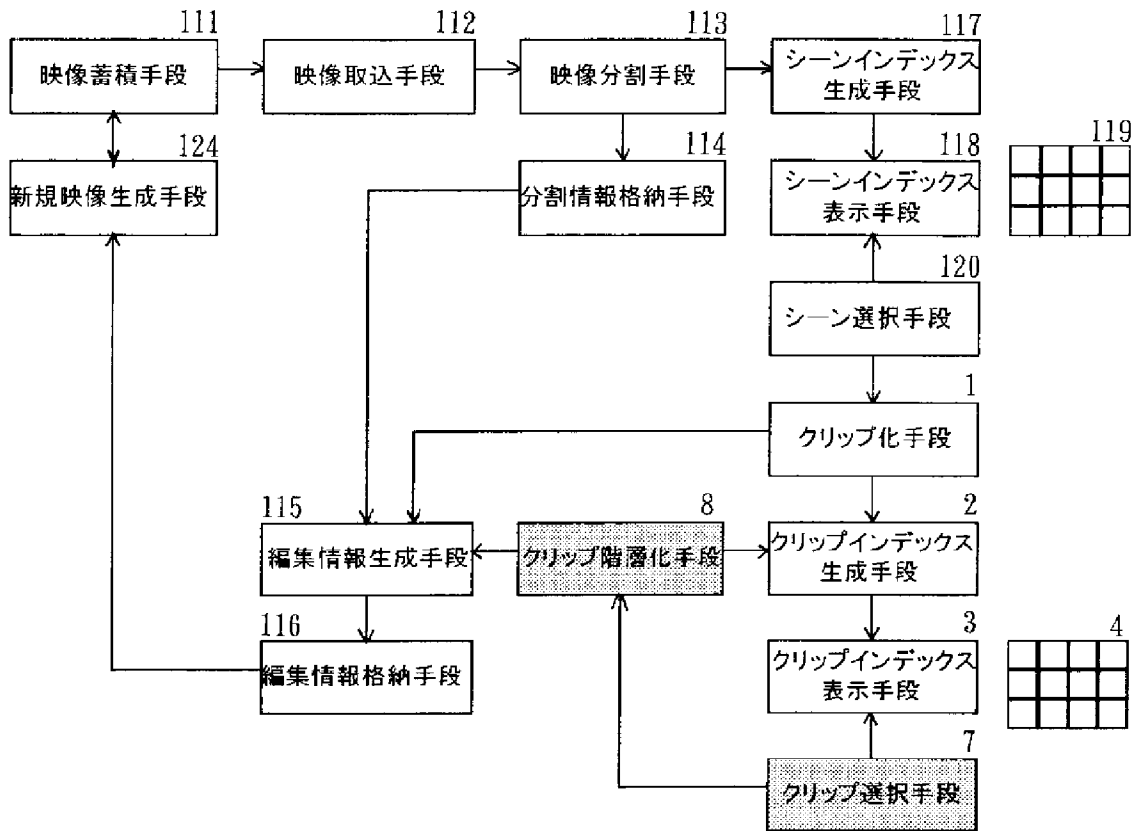 111
映像蓄積手段
112
映像取込手段
113
映像分割手段
117
シーンインデックス
生成手段
124
新規映像生成手段
114
分割情報格納手段
118
シーンインデックス
表示手段
119
120
シーン選択手段
1
クリップ化手段
115
編集情報生成手段
8
クリップ階層化手段
2
クリップインデックス
生成手段
116
編集情報格納手段
3
クリップインデックス
表示手段
4
7
クリップ選択手段